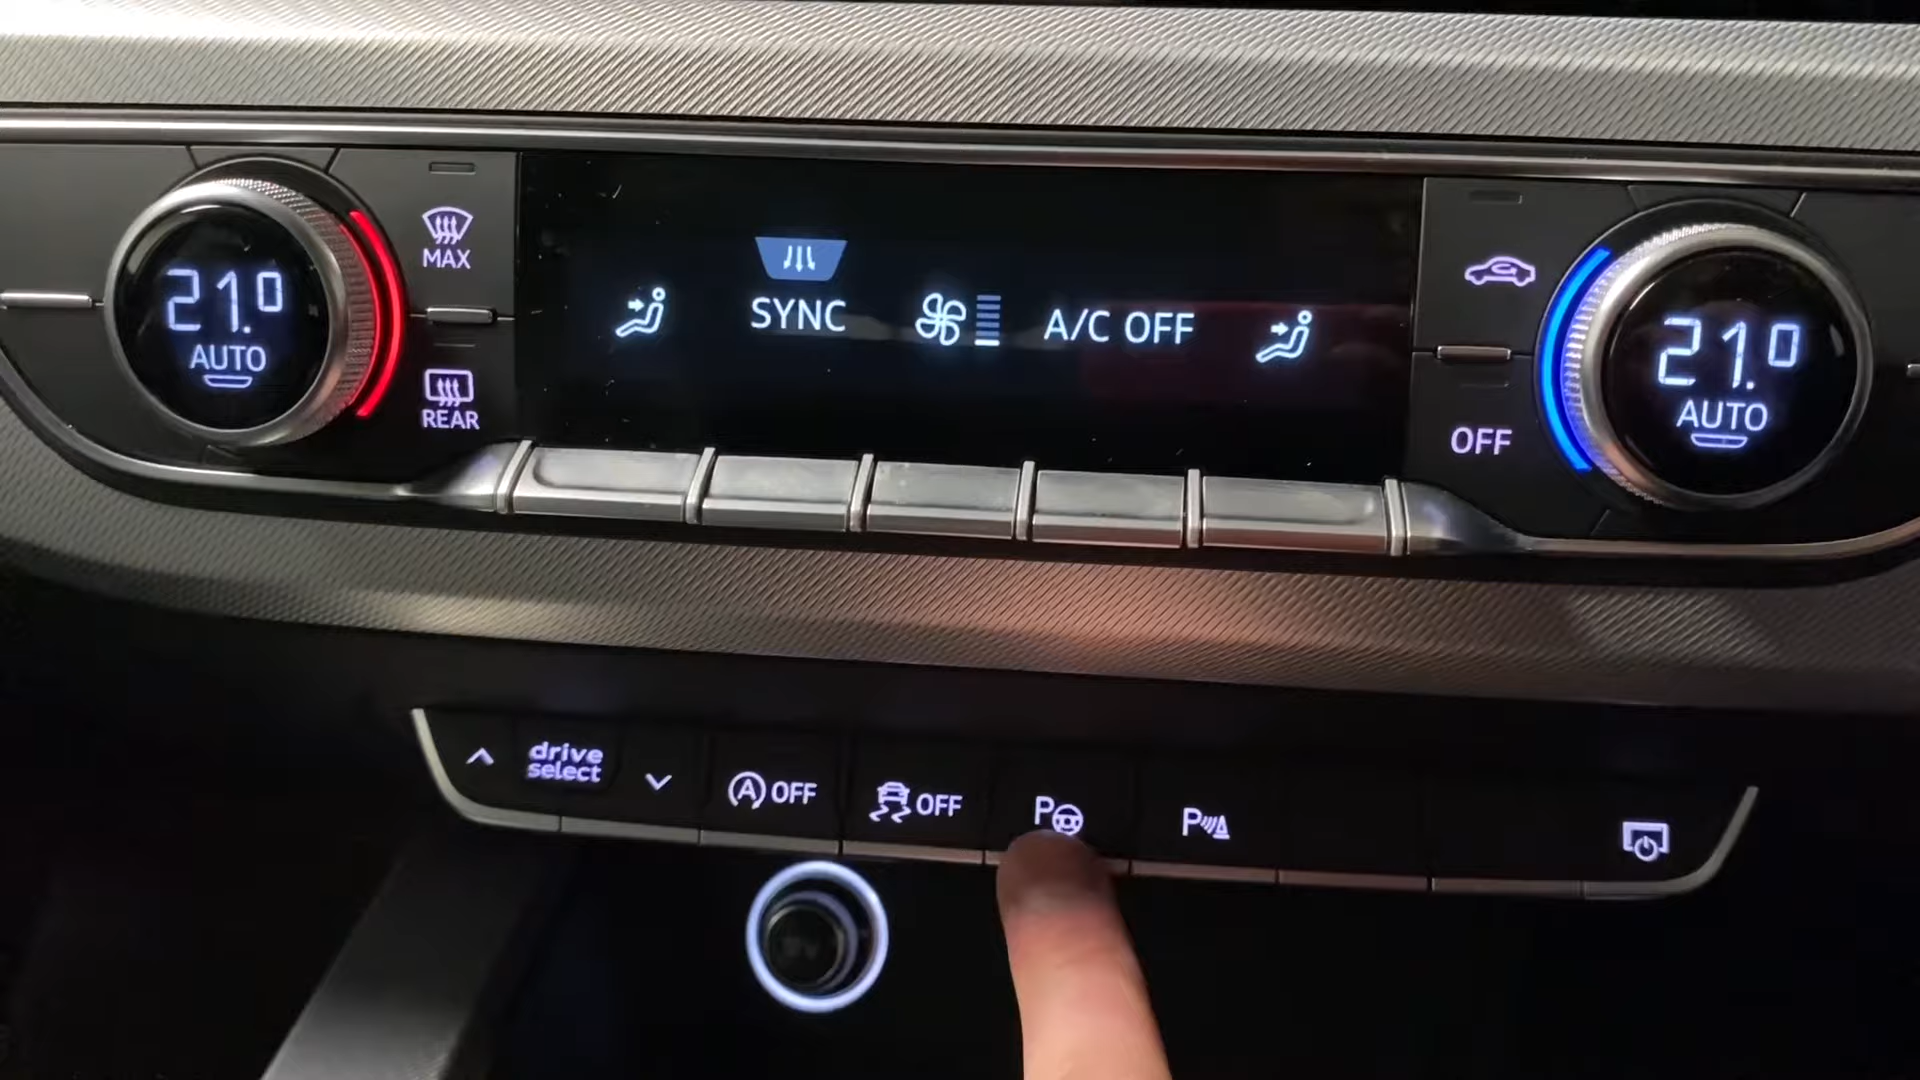 21.0
AUTO
MAX
REAR
SYNC
A/C OFF
OFF
21.0
AUTO
drive
select
A OFF
OFF
P
P